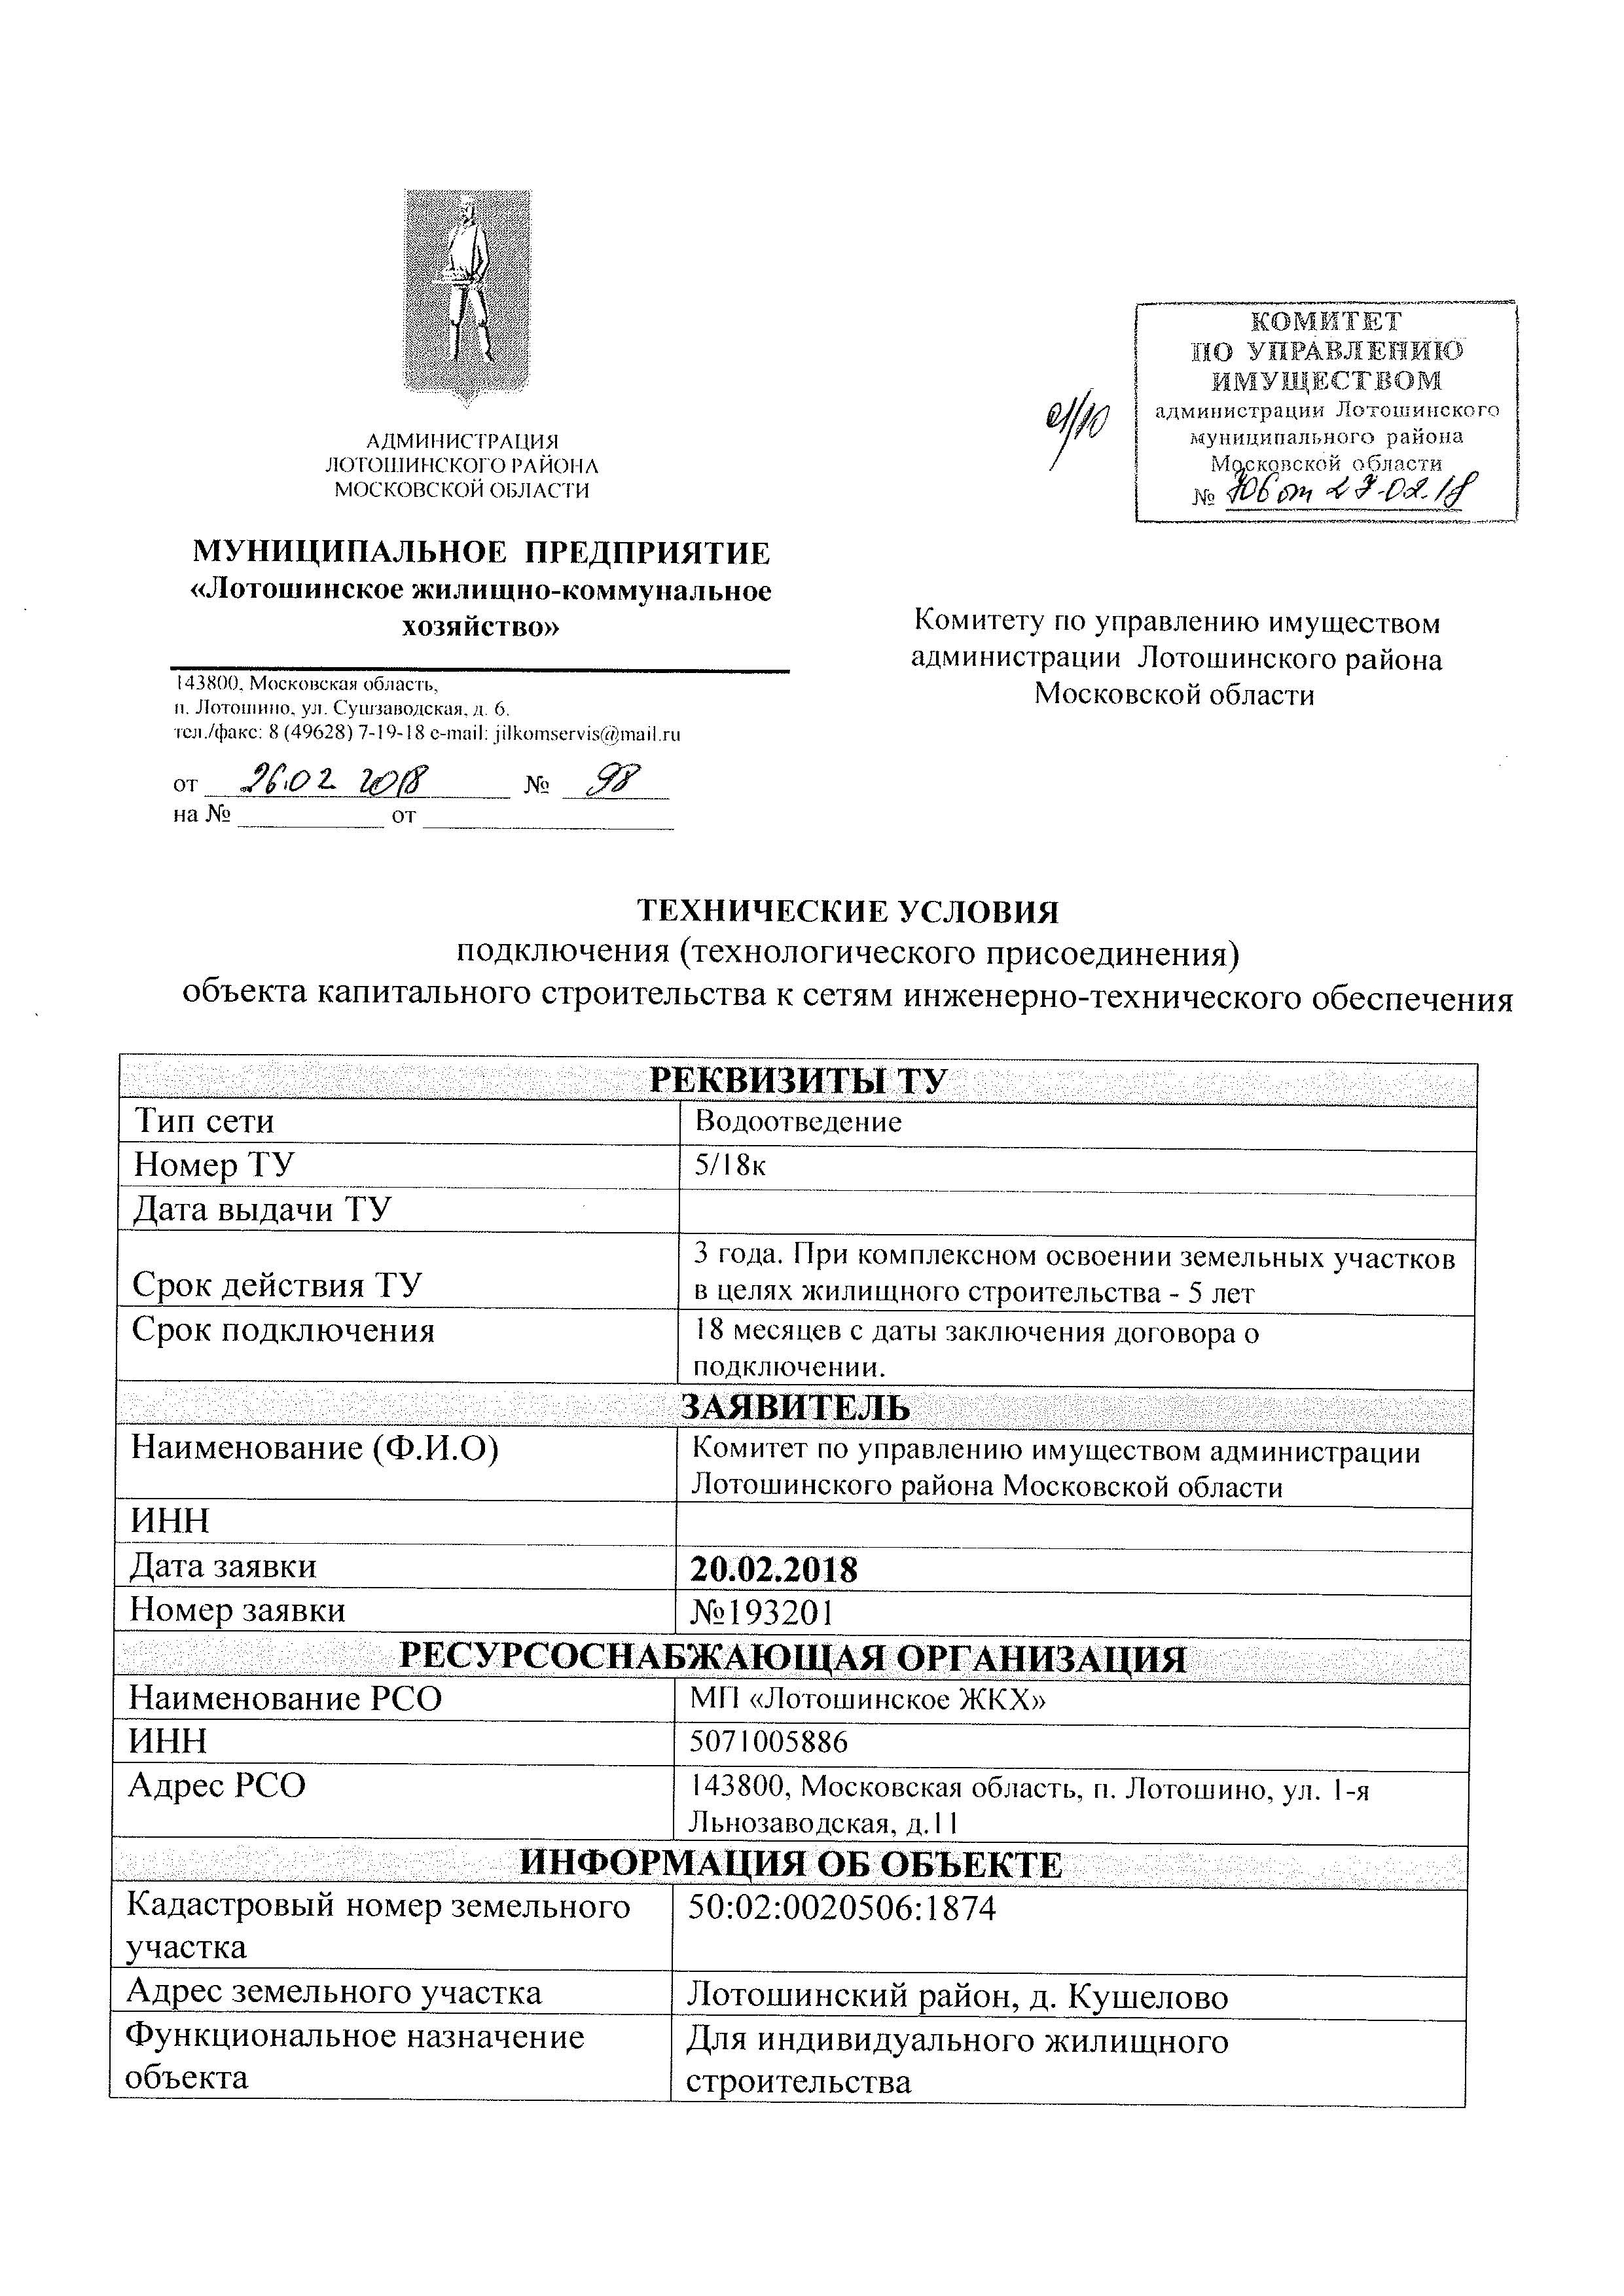 АДМИНИСТРАЦИЯ
ЛОТОШИНСКОГО РАЙОНА
МОСКОВСКОЙ ОБЛАСТИ
МУНИЦИПАЛЬНОЕ ПРЕДПРИЯТИЕ
«Лотошинское жилищно-коммунальное
хозяйство»
143800, Московская область,
п. Лотошино, ул. Сушзаводская, д. 6.
тел./факс: 8 (49628) 7-19-18 e-mail: jilkomservis@mail.ru
от 26.02 2018 № 98
на № от
КОМИТЕТ
ПО УПРАВЛЕНИЮ
ИМУЩЕСТВОМ
администрации Лотошинского
муниципального района
Московской области
№ 706 от 27-02.18
Комитету по управлению имуществом
администрации Лотошинского района
Московской области
ТЕХНИЧЕСКИЕ УСЛОВИЯ
подключения (технологического присоединения)
объекта капитального строительства к сетям инженерно-технического обеспечения
РЕКВИЗИТЫ ТУ
Тип сети Водоотведение
Номер ТУ 5/18к
Дата выдачи ТУ
Срок действия ТУ 3 года. При комплексном освоении земельных участков
в целях жилищного строительства - 5 лет
Срок подключения 18 месяцев с даты заключения договора о
подключении.
ЗАЯВИТЕЛЬ
Наименование (Ф.И.О) Комитет по управлению имуществом администрации
Лотошинского района Московской области
ИНН
Дата заявки 20.02.2018
Номер заявки №193201
РЕСУРСОСНАБЖАЮЩАЯ ОРГАНИЗАЦИЯ
Наименование РСО МП «Лотошинское ЖКХ»
ИНН 5071005886
Адрес РСО 143800, Московская область, п. Лотошино, ул. 1-я
Льнозаводская, д.11
ИНФОРМАЦИЯ ОБ ОБЪЕКТЕ
Кадастровый номер земельного 50:02:0020506:1874
участка
Адрес земельного участка Лотошинский район, д. Кушелово
Функциональное назначение Для индивидуального жилищного
объекта строительства